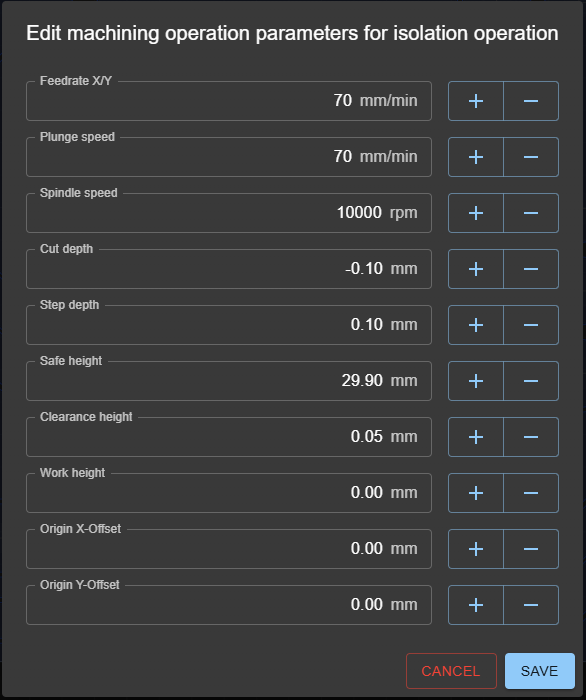 Edit machining operation parameters for isolation operation
Feedrate X/Y
70 mm/min
Plunge speed
70 mm/min
Spindle speed
10000 rpm
Cut depth
-0.10 mm
Step depth
0.10 mm
Safe height
29.90 mm
Clearance height
0.05 mm
Work height
0.00 mm
Origin X-Offset
0.00 mm
Origin Y-Offset
0.00 mm
CANCEL SAVE